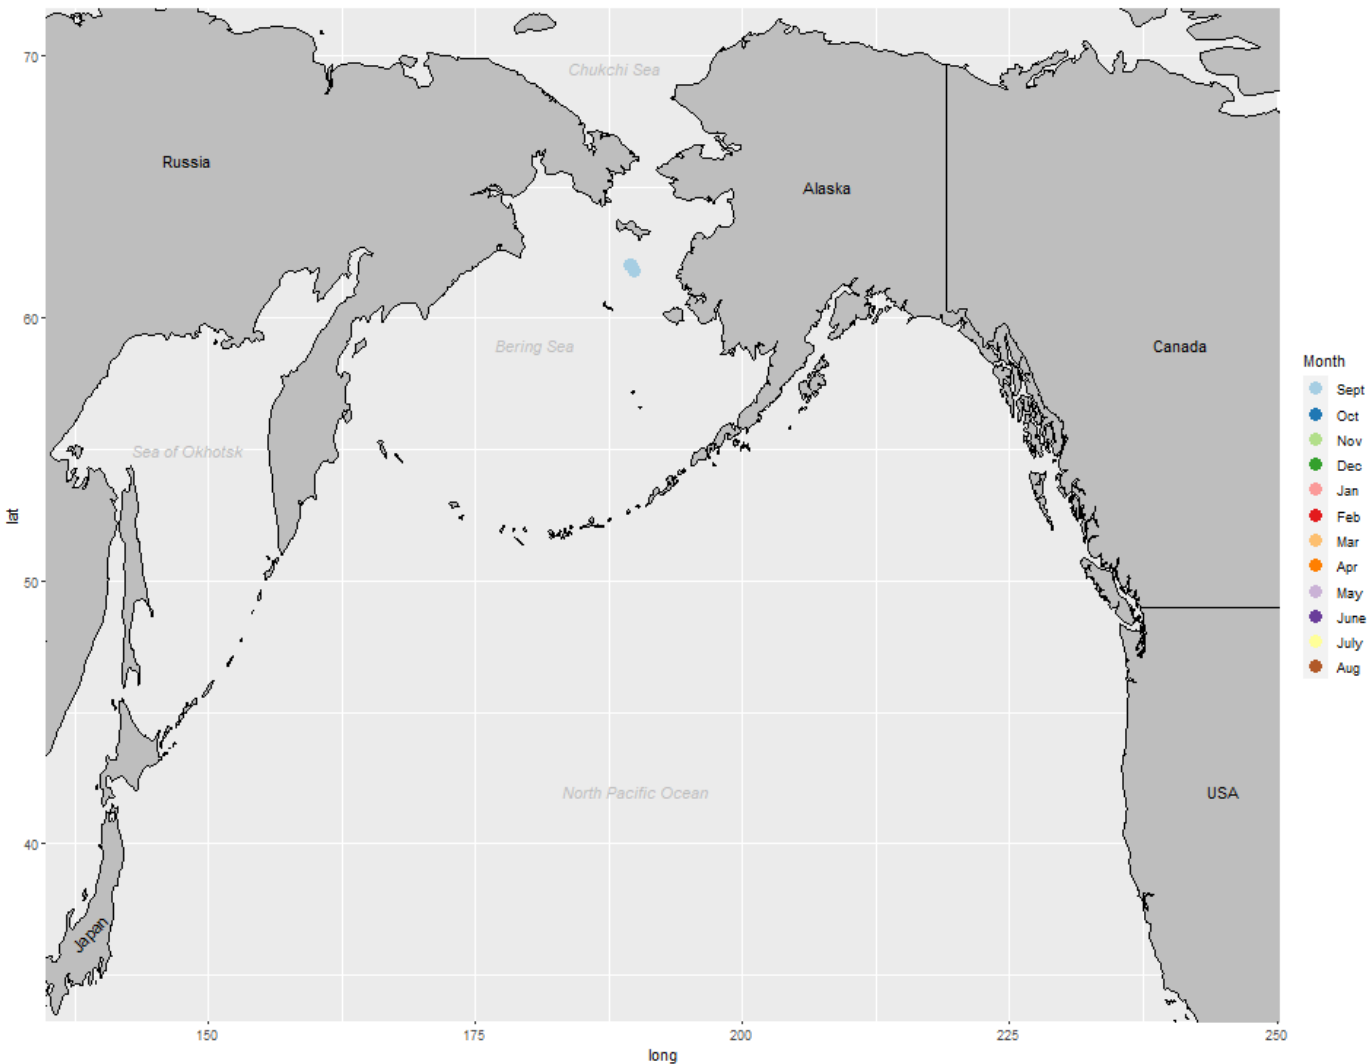 70
Chukchi Sea
Russia
Alaska
60
Bering Sea
Canada
Month
Sept
Oct
Nov
Dec
Jan
Feb
Mar
Apr
May
June
July
Aug
Sea of Okhotsk
lat
50
North Pacific Ocean
USA
40
Japan
150
175
200
225
250
long